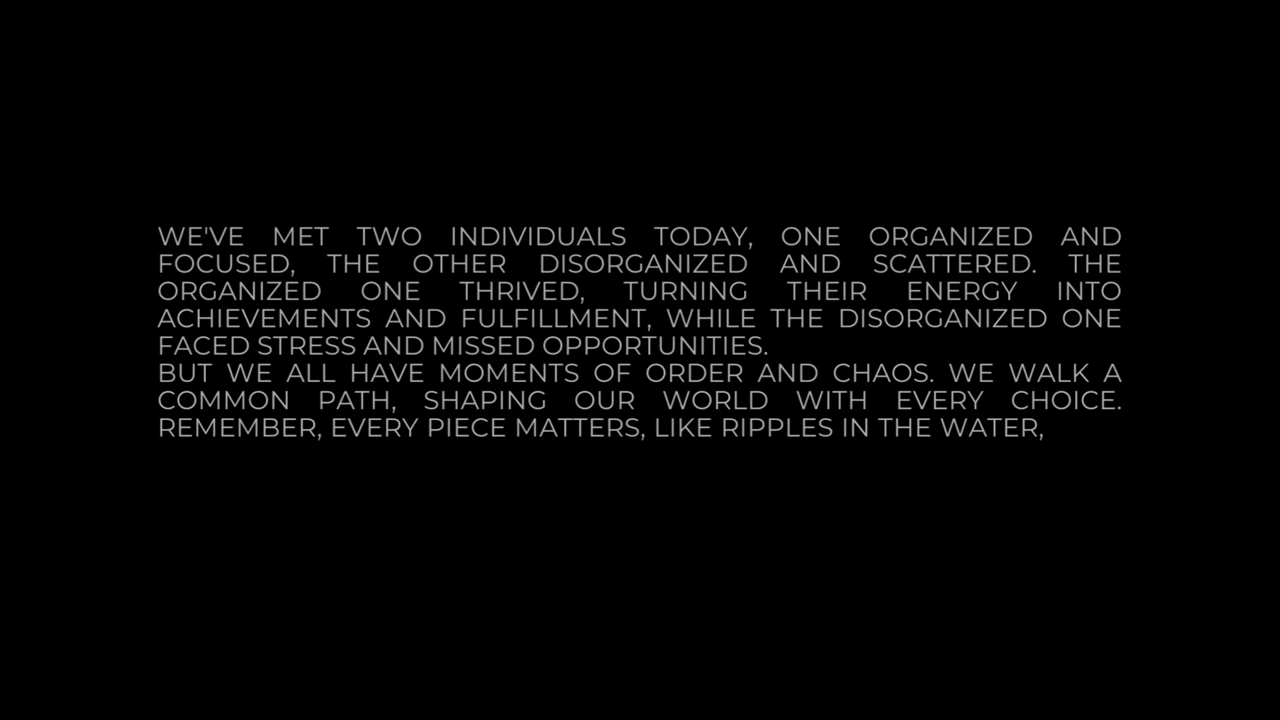 WE'VE MET TWO INDIVIDUALS TODAY, ONE ORGANIZED AND
FOCUSED, THE OTHER DISORGANIZED AND SCATTERED. THE
ORGANIZED ONE THRIVED, TURNING THEIR ENERGY INTO
ACHIEVEMENTS AND FULFILLMENT, WHILE THE DISORGANIZED ONE
FACED STRESS AND MISSED OPPORTUNITIES.
BUT WE ALL HAVE MOMENTS OF ORDER AND CHAOS. WE WALK A
COMMON PATH, SHAPING OUR WORLD WITH EVERY CHOICE.
REMEMBER, EVERY PIECE MATTERS, LIKE RIPPLES IN THE WATER,